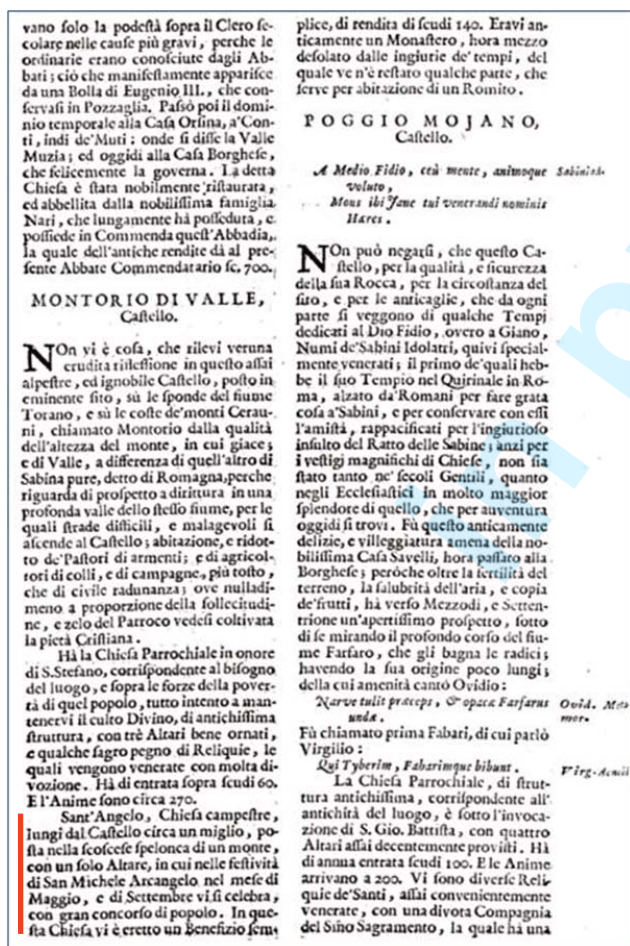 vano solo la podestà sopra il Clero ſe-
colare nelle cauſe più gravi, perche le
ordinarie erano conoſciute dagli Ab-
bati; ciò che manifeſtamente appariſce
da una Bolla di Eugenio III., che con-
ſervaſi in Pozzaglia. Paſsò poi il domi-
nio temporale alla Caſa Orſina, a'Con-
ti, indi de'Muti: onde ſi diſſe la Valle
Muzia; ed oggidi alla Caſa Borgheſe,
che felicemente la governa. La detta
Chieſa è ſtata nobilmente riſtaurata,
ed abbellita dalla nobiliſſima famiglia
Nari, che lungamente hà poſſeduta, e
poſſiede in Commenda queſt'Abbadia,
la quale dell'antiche rendite dà al pre-
ſente Abbate Commendatario ſc. 700.
MONTORIO DI VALLE,
Caſtello.
NOn vi è coſa, che rilevi veruna
erudita rifleſſione in queſto aſſai
alpeſtre, ed ignobile Caſtello, poſto in
eminente ſito, sù le ſponde del fiume
Torano, e sù le coſte de'monti Cerau-
ni, chiamato Montorio dalla qualità
dell'altezza del monte, in cui giace;
e di Valle, a differenza di quell'altro di
Sabina pure, detto di Romagna, perche
riguarda di proſpetto a dirittura in una
profonda valle dello ſteſſo fiume, per le
quali ſtrade difficili, e malagevoli ſi
aſcende al Caſtello; abitazione, e ridot-
to de'Paſtori di armenti; e di agricol-
tori di colli, e di campagne, più toſto,
che di civile radunanza; ove nulladi-
meno a proporzione della ſollecitudi-
ne, e zelo del Parroco vedeſi coltivata
la pietà Criſtiana.
Hà la Chieſa Parrochiale in onore
di S.Stefano, corriſpondente al biſogno
del luogo, e ſopra le forze della pover-
tà di quel popolo, tutto intento a man-
tenervi il culto Divino, di antichiſſima
ſtruttura, con trè Altari bene ornati,
e qualche ſagro pegno di Reliquie, le
quali vengono venerate con molta di-
vozione. Hà di entrata ſopra ſcudi 60.
E l'Anime ſono circa 270.
Sant'Angelo, Chieſa campeſtre,
lungi dal Caſtello circa un miglio, po-
ſta nella ſcoſceſe ſpelonca di un monte,
con un ſolo Altare, in cui nelle feſtività
di San Michele Arcangelo nel meſe di
Maggio, e di Settembre vi ſi celebra,
con gran concorſo di popolo. In que-
ſta Chieſa vi è eretto un Benefizio ſem-
plice, di rendita di ſcudi 140. Eravi an-
ticamente un Monaſtero, hora mezzo
deſolato dalle ingiurie de'tempi, del
quale ve n'è reſtato qualche parte, che
ſerve per abitazione di un Romito.
POGGIO MOJANO,
Caſtello.
A Medio Fidio, ceù mente, animoque
voluto,
Mons ibi Jane tui venerandi nominis
Hæres.
NOn può negarſi, che queſto Ca-
ſtello, per la qualità, e ſicurezza
della ſua Rocca, per la circoſtanza del
ſito, e per le anticaglie, che da ogni
parte ſi veggono di qualche Tempj
dedicati al Dio Fidio, overo a Giano,
Numi de'Sabini Idolatri, quivi ſpecial-
mente venerati; il primo de'quali heb-
be il ſuo Tempio nel Quirinale in Ro-
ma, alzato da'Romani per fare grata
coſa a'Sabini, e per conſervare con eſſi
l'amiſtà, rappacificati per l'ingiurioſo
inſulto del Ratto delle Sabine; anzi per
i veſtigj magnifichi di Chieſe, non ſia
ſtato tanto ne' ſecoli Gentili, quanto
negli Eccleſiaſtici in molto maggior
ſplendore di quello, che per auventura
oggidi ſi trovi. Fù queſto anticamente
delizie, e villeggiatura amena della no-
biliſſima Caſa Savelli, hora paſſato alla
Borgheſe; peròche oltre la fertilità del
terreno, la ſalubrità dell'aria, e copia
de'frutti, hà verſo Mezzodì, e Setten-
trione un'apertiſſimo proſpetto, ſotto
di ſe mirando il profondo corſo del fiu-
me Farfaro, che gli bagna le radici;
havendo la ſua origine poco lungi;
della cui amenità cantò Ovidio:
Narve tulit præceps, & opacæ Farfarus
undæ.
Fù chiamato prima Fabari, di cui parlò
Virgilio:
Qui Tyberim, Fabarimque bibunt.
La Chieſa Parrochiale, di ſtrut-
tura antichiſſima, corriſpondente all'
antichità del luogo, è ſotto l'invoca-
zione di S. Gio. Battiſta, con quattro
Altari aſſai decentemente proviſti. Hà
di annua entrata ſcudi 100. E le Anime
arrivano a 200. Vi ſono diverſe Reli-
quie de'Santi, aſſai convenientemente
venerate, con una divota Compagnia
del Siño Sagramento, la quale hà una
Ovid. Met
mor.